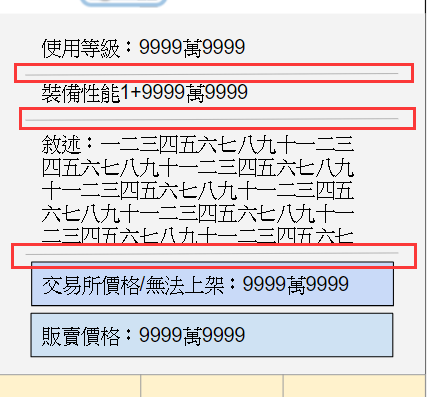 使用等級：9999萬9999
裝備性能1+9999萬9999
敘述：一二三四五六七八九十一二三
四五六七八九十一二三四五六七八九
十一二三四五六七八九十一二三四五
六七八九十一二三四五六七八九十一
二三四五六七八九十一二三四五六七
交易所價格/無法上架：9999萬9999
販賣價格：9999萬9999